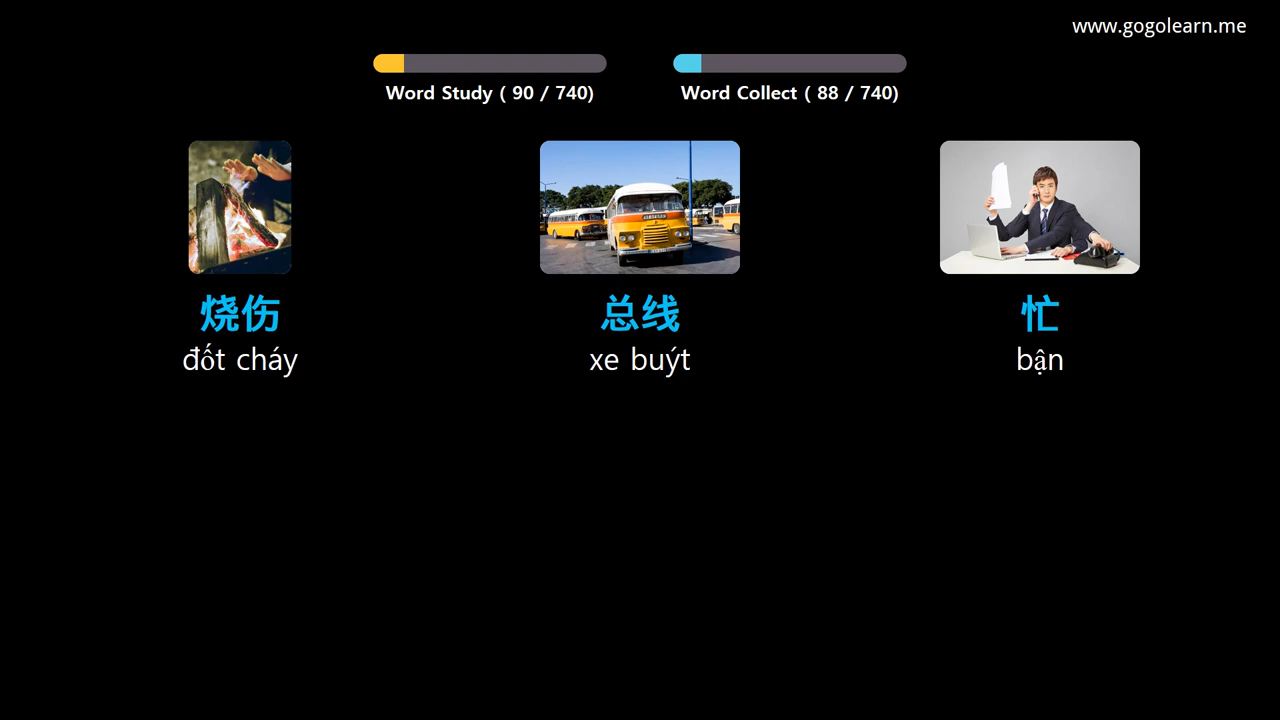 www.gogolearn.me
Word Study ( 90 / 740)
Word Collect ( 88 / 740)
烧伤
总线
忙
đốt cháy
xe buýt
bận